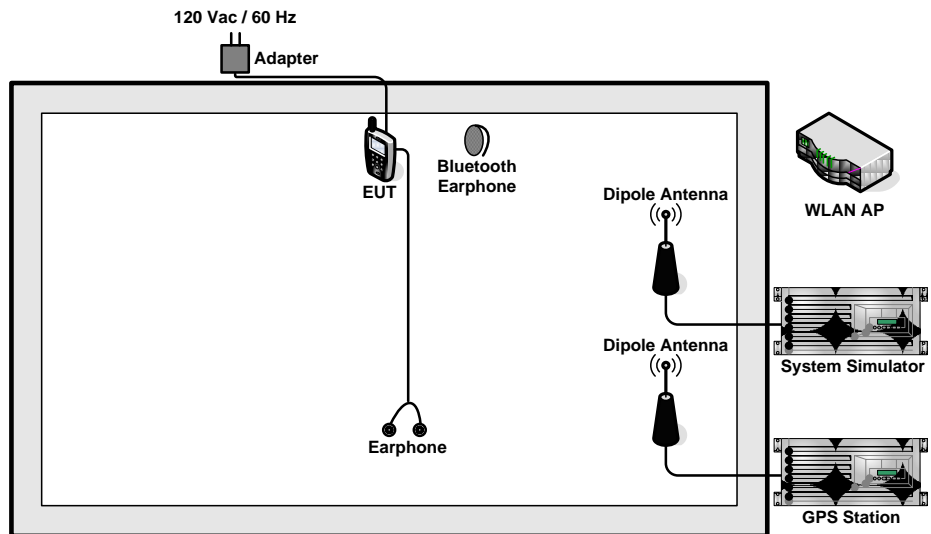 120 Vac / 60 Hz
Adapter
EUT
Bluetooth
Earphone
Dipole Antenna
WLAN AP
System Simulator
Dipole Antenna
Earphone
GPS Station